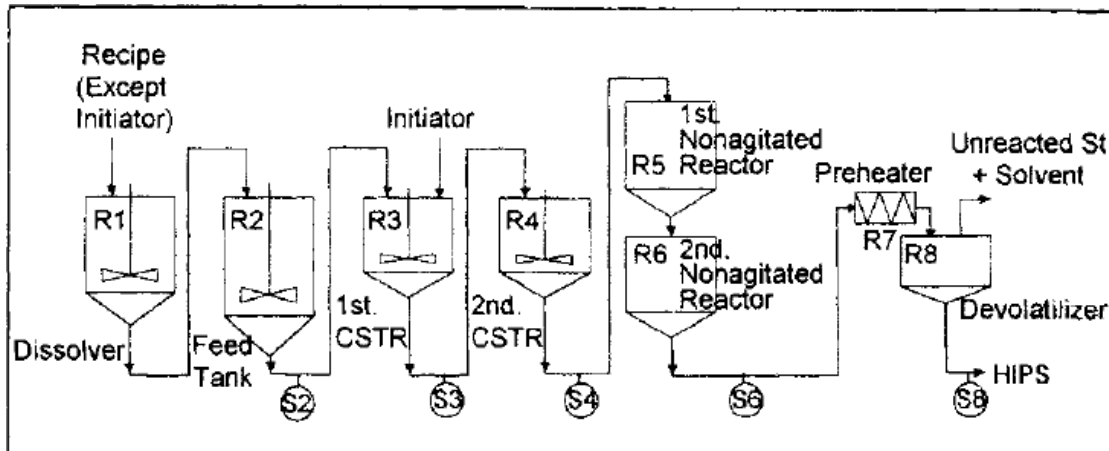 Recipe
(Except
Initiator)
Initiator
1st.
Nonagitated
Reactor
R5
Unreacted St
+ Solvent
Preheater
R1
R2
R3
R4
R6
2nd.
Nonagitated
Reactor
R7
R8
Devolatilizer
1st.
CSTR
2nd.
CSTR
Dissolver
Feed
Tank
HIPS
S2
S3
S4
S6
S8